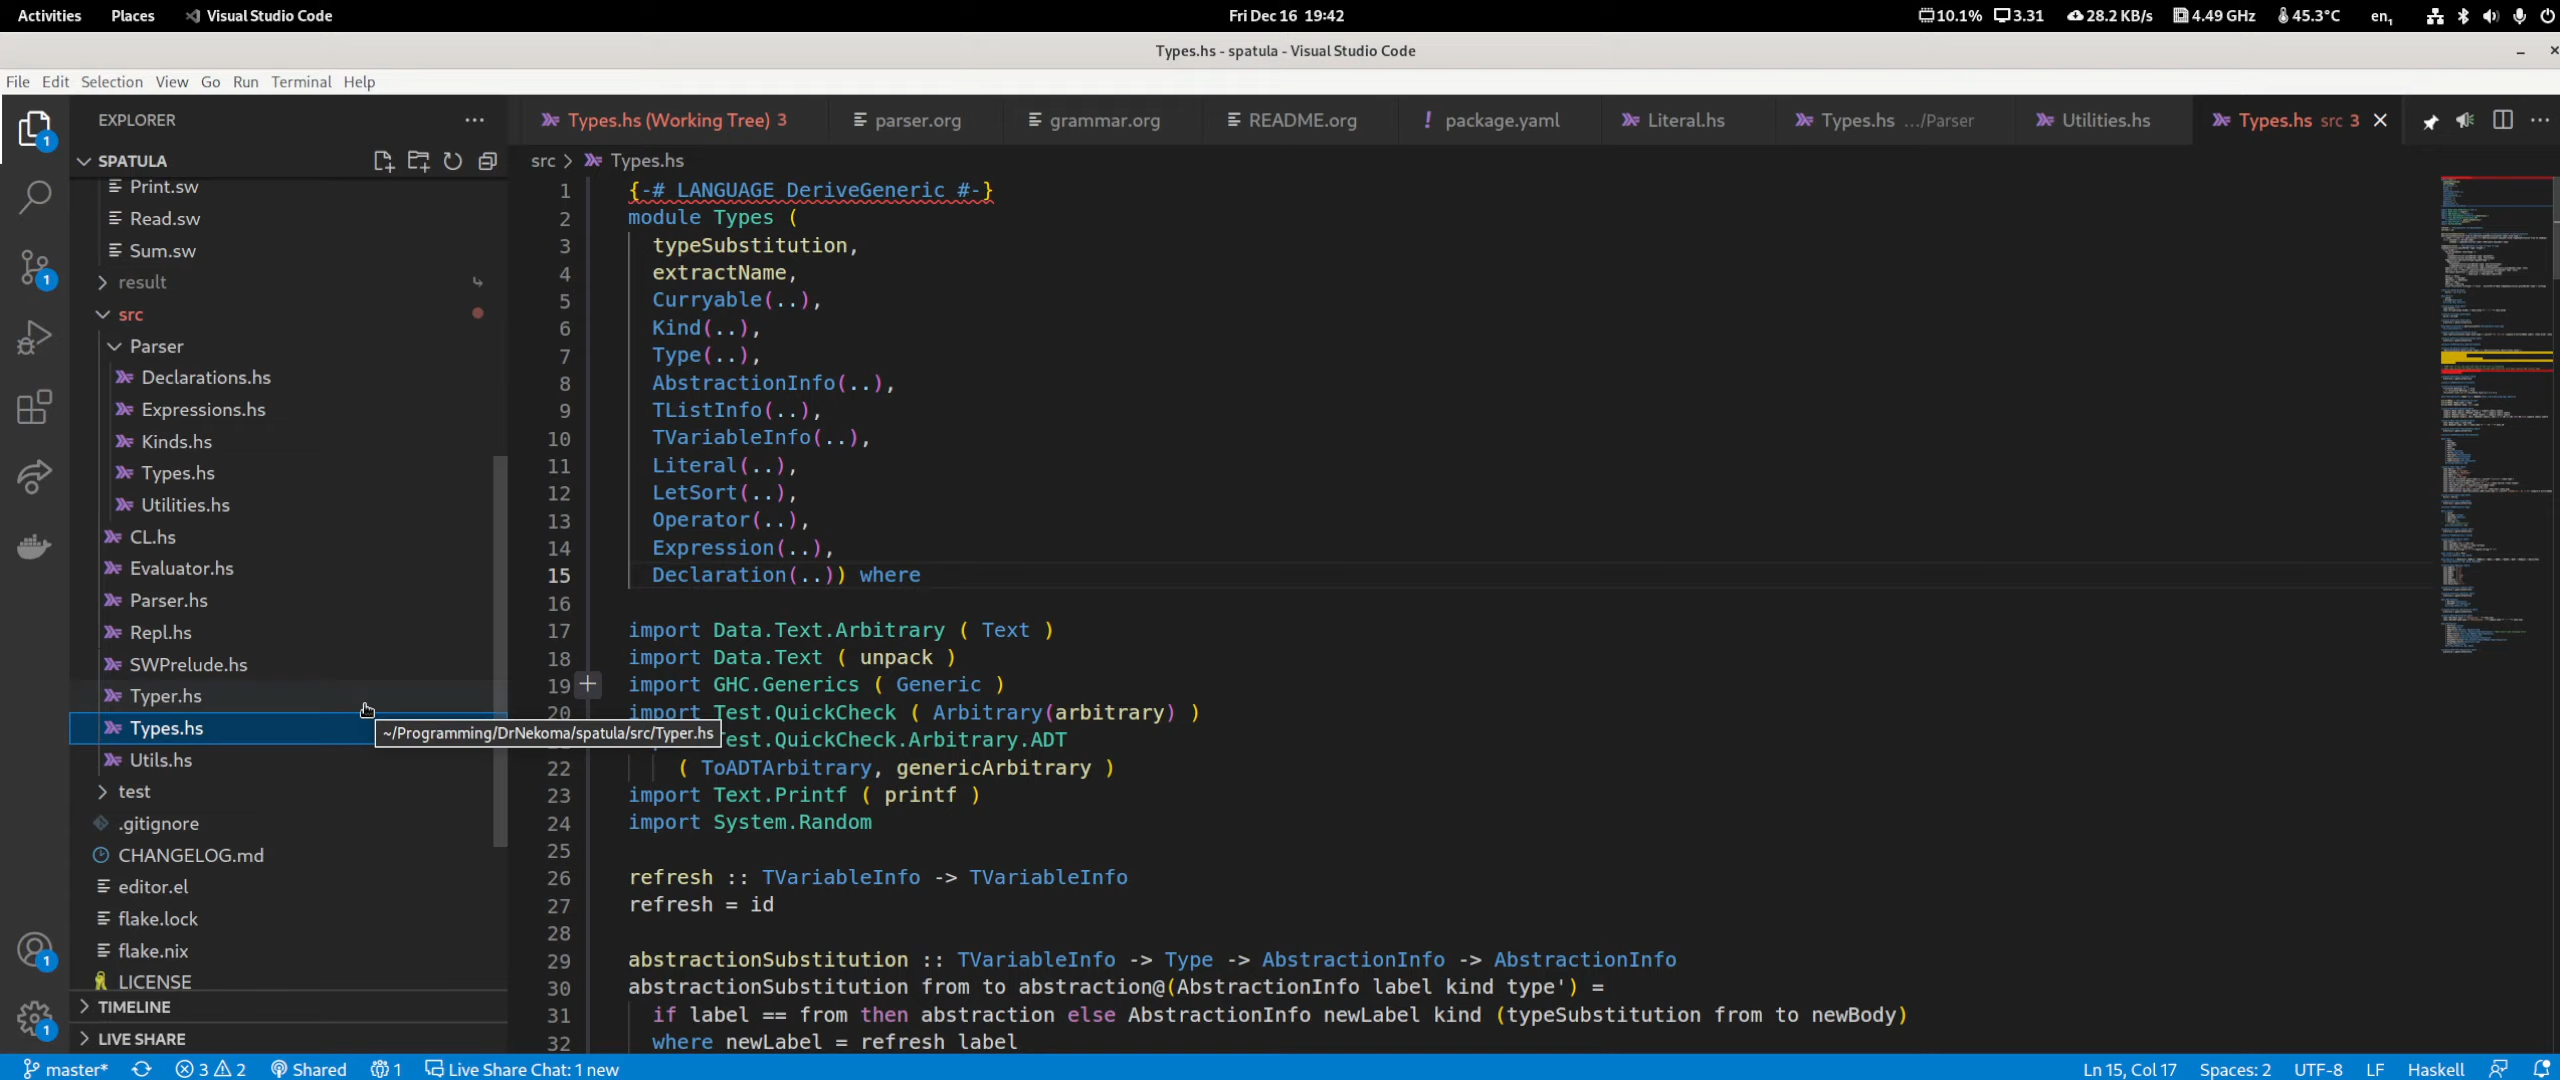 Activities Places Visual Studio Code Fri Dec 16 19:42 10.1% 3.31 28.2 KB/s 4.49 GHz 45.3°C en₁
Types.hs - spatula - Visual Studio Code
File Edit Selection View Go Run Terminal Help
EXPLORER
Types.hs (Working Tree) 3 parser.org grammar.org README.org package.yaml Literal.hs Types.hs .../Parser Utilities.hs Types.hs src 3
SPATULA
Print.sw
Read.sw
Sum.sw
result
src
Parser
Declarations.hs
Expressions.hs
Kinds.hs
Types.hs
Utilities.hs
CL.hs
Evaluator.hs
Parser.hs
Repl.hs
SWPrelude.hs
Typer.hs
Types.hs
~/Programming/DrNekoma/spatula/src/Typer.hs
Utils.hs
test
.gitignore
CHANGELOG.md
editor.el
flake.lock
flake.nix
LICENSE
TIMELINE
LIVE SHARE
1
1
1
1
src > Types.hs
1 {-# LANGUAGE DeriveGeneric #-}
2 module Types (
3 typeSubstitution,
4 extractName,
5 Curryable(..),
6 Kind(..),
7 Type(..),
8 AbstractionInfo(..),
9 TListInfo(..),
10 TVariableInfo(..),
11 Literal(..),
12 LetSort(..),
13 Operator(..),
14 Expression(..),
15 Declaration(..)) where
16
17 import Data.Text.Arbitrary ( Text )
18 import Data.Text ( unpack )
19 import GHC.Generics ( Generic )
20 import Test.QuickCheck ( Arbitrary(arbitrary) )
est.QuickCheck.Arbitrary.ADT
22 ( ToADTArbitrary, genericArbitrary )
23 import Text.Printf ( printf )
24 import System.Random
25
26 refresh :: TVariableInfo -> TVariableInfo
27 refresh = id
28
29 abstractionSubstitution :: TVariableInfo -> Type -> AbstractionInfo -> AbstractionInfo
30 abstractionSubstitution from to abstraction@(AbstractionInfo label kind type') =
31 if label == from then abstraction else AbstractionInfo newLabel kind (typeSubstitution from to newBody)
32 where newLabel = refresh label
master* 3 2 Shared 1 Live Share Chat: 1 new Ln 15, Col 17 Spaces: 2 UTF-8 LF Haskell